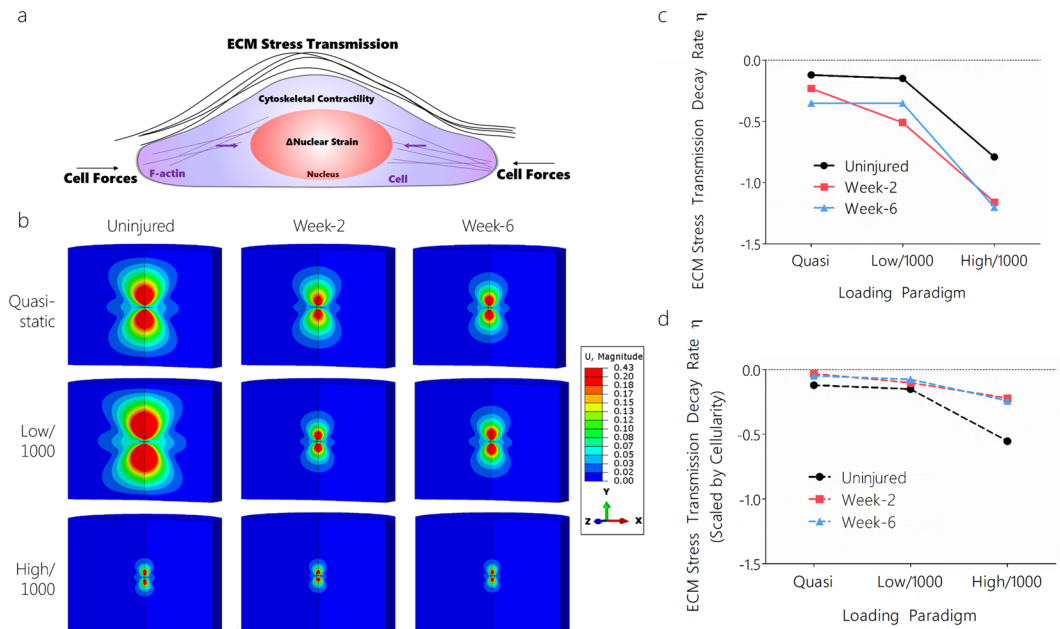 a
ECM Stress Transmission
Cytoskeletal Contractility
ΔNuclear Strain
F-actin
Nucleus
Cell
Cell Forces
Cell Forces
b
Uninjured
Week-2
Week-6
Quasi-
static
Low/
1000
High/
1000
U, Magnitude
0.43
0.20
0.18
0.17
0.15
0.13
0.12
0.10
0.08
0.07
0.05
0.03
0.02
0.00
Y
Z
X
c
ECM Stress Transmission Decay Rate η
0.0
-0.5
-1.0
-1.5
Uninjured
Week-2
Week-6
Quasi
Low/1000
High/1000
Loading Paradigm
d
ECM Stress Transmission Decay Rate η
(Scaled by Cellularity)
0.0
-0.5
-1.0
-1.5
Uninjured
Week-2
Week-6
Quasi
Low/1000
High/1000
Loading Paradigm